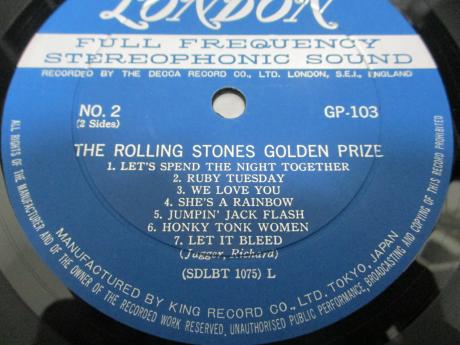 LONDON
FULL FREQUENCY
STEREOPHONIC SOUND
RECORDED BY THE DECCA RECORD CO., LTD. LONDON, S.E.I., ENGLAND
NO. 2
(2 Sides)
GP-103
THE ROLLING STONES GOLDEN PRIZE
1. LET'S SPEND THE NIGHT TOGETHER
2. RUBY TUESDAY
3. WE LOVE YOU
4. SHE'S A RAINBOW
5. JUMPIN' JACK FLASH
6. HONKY TONK WOMEN
7. LET IT BLEED
(Jagger, Richard)
(SDLBT 1075) L
MANUFACTURED BY KING RECORD CO., LTD. TOKYO, JAPAN
ALL RIGHTS OF THE MANUFACTURER AND OF THE OWNER OF THE RECORDED WORK RESERVED, UNAUTHORISED PUBLIC PERFORMANCE, BROADCASTING AND COPYING OF THIS RECORD PROHIBITED